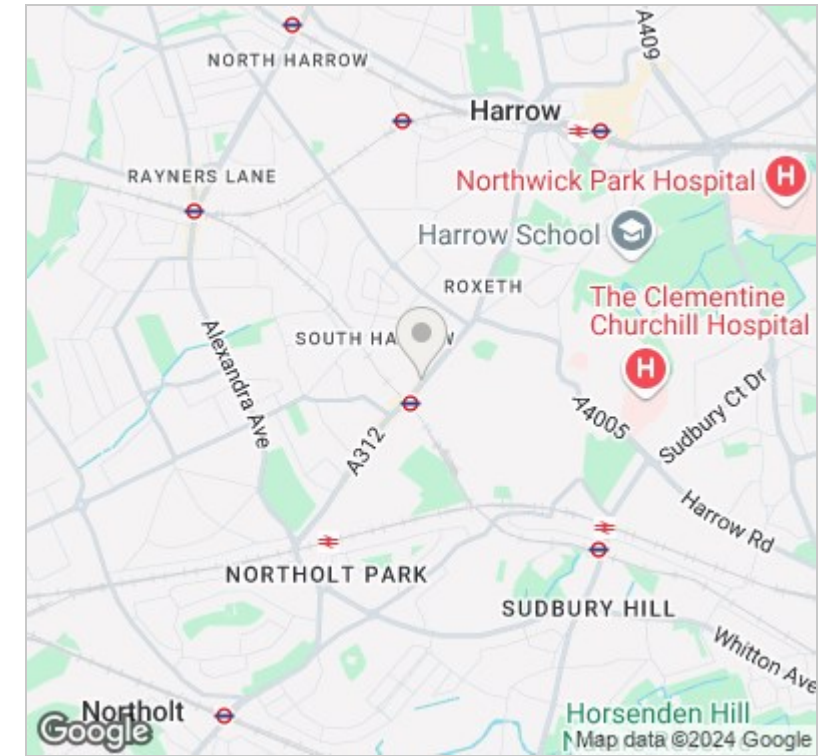 A409
NORTH HARROW
Harrow
RAYNERS LANE
Northwick Park Hospital
H
Harrow School
ROXETH
The Clementine
Churchill Hospital
SOUTH HA W
H
Alexandra Ave
A4005
Sudbury Ct Dr
A312
Harrow Rd
NORTHOLT PARK
SUDBURY HILL
Whitton Ave
Northolt
Horsenden Hill
Google
Map data ©2024 Google